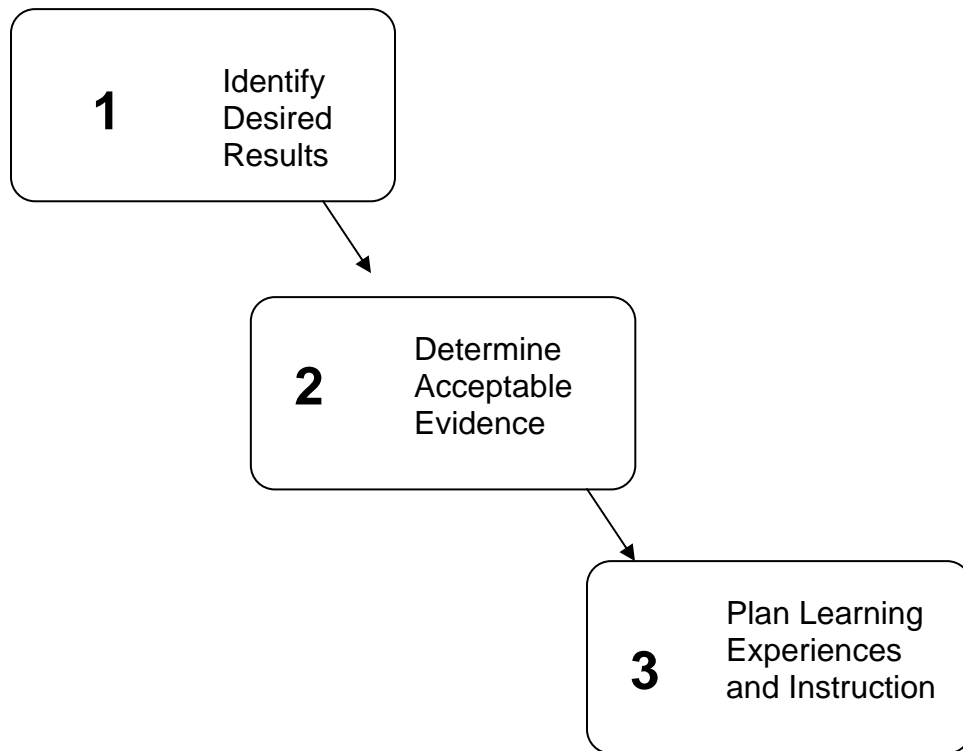 1
Identify
Desired
Results
2
Determine
Acceptable
Evidence
3
Plan Learning
Experiences
and Instruction